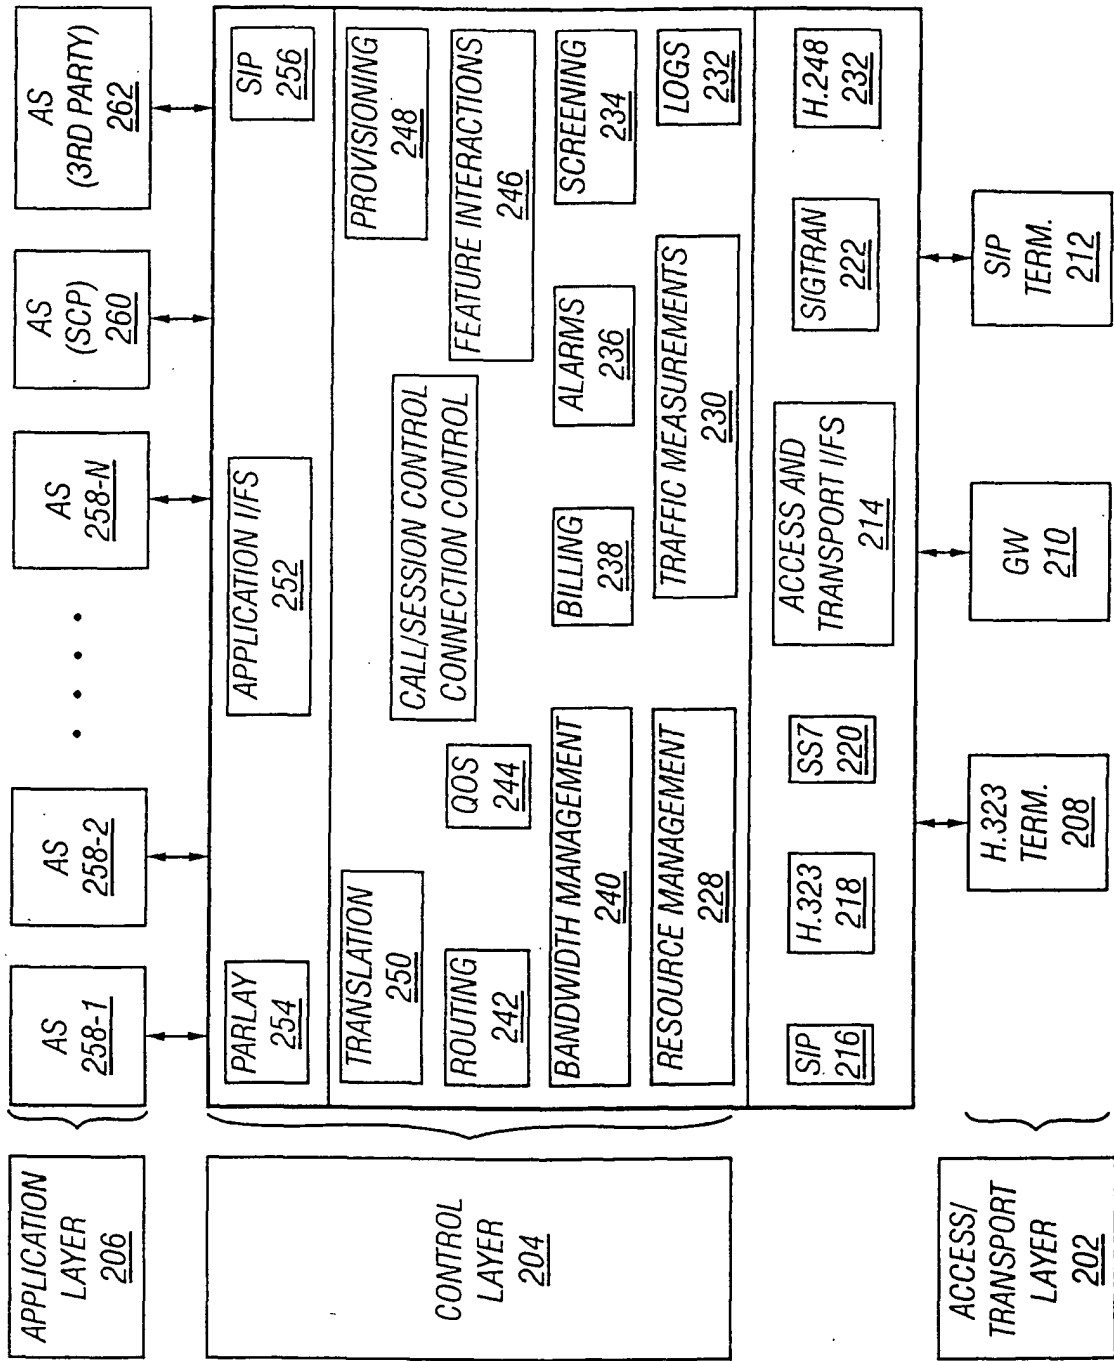 APPLICATION
LAYER
206
AS
258-1
AS
258-2
AS
258-N
AS
(SCP)
260
AS
(3RD PARTY)
262
CONTROL
LAYER
204
PARLAY
254
APPLICATION I/FS
252
SIP
256
TRANSLATION
250
CALL/SESSION CONTROL
CONNECTION CONTROL
PROVISIONING
248
ROUTING
242
QOS
244
FEATURE INTERACTIONS
246
BANDWIDTH MANAGEMENT
240
BILLING
238
ALARMS
236
SCREENING
234
RESOURCE MANAGEMENT
228
TRAFFIC MEASUREMENTS
230
LOGS
232
SIP
216
H.323
218
SS7
220
ACCESS AND
TRANSPORT I/FS
214
SIGTRAN
222
H.248
232
ACCESS/
TRANSPORT
LAYER
202
H.323
TERM.
208
GW
210
SIP
TERM.
212